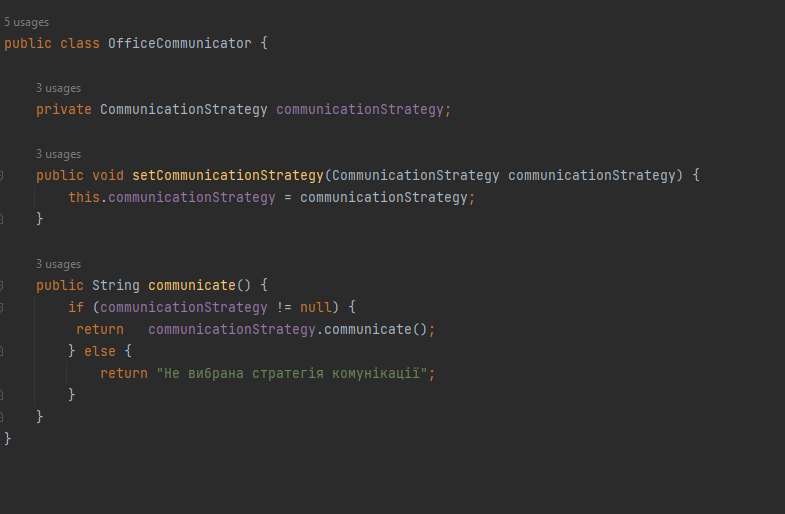 5 usages
public class OfficeCommunicator {
3 usages
private CommunicationStrategy communicationStrategy;
3 usages
public void setCommunicationStrategy(CommunicationStrategy communicationStrategy) {
this.communicationStrategy = communicationStrategy;
}
3 usages
public String communicate() {
if (communicationStrategy != null) {
return   communicationStrategy.communicate();
} else {
return "Не вибрана стратегія комунікації";
}
}
}